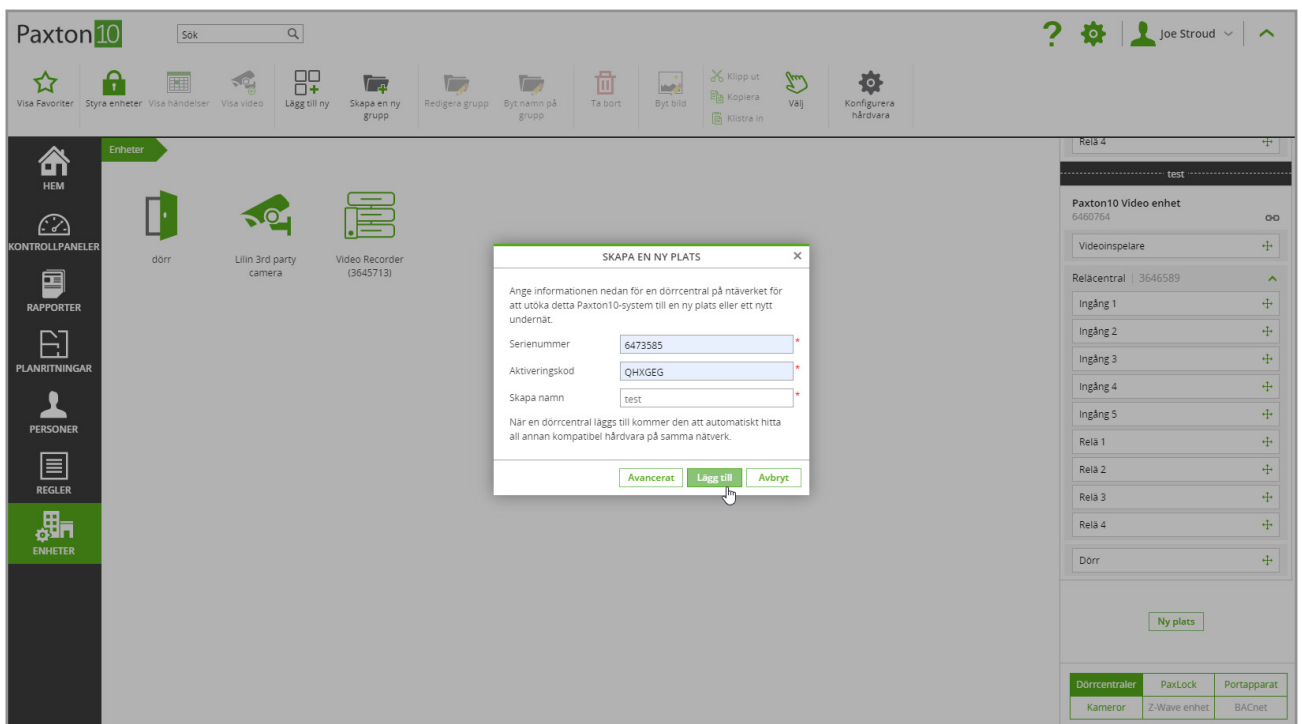 Paxton10
Sök
?
Joe Stroud
Visa Favoriter
Styra enheter
Visa händelser
Visa video
Lägg till ny
Skapa en ny
grupp
Redigera grupp
Byt namn på
grupp
Ta bort
Byt bild
Klipp ut
Kopiera
Klistra in
Välj
Konfigurera
hårdvara
HEM
KONTROLLPANELER
RAPPORTER
PLANRITNINGAR
PERSONER
REGLER
ENHETER
Enheter
dörr
Lilin 3rd party
camera
Video Recorder
(3645713)
SKAPA EN NY PLATS
Ange informationen nedan för en dörrcentral på ntäverket för
att utöka detta Paxton10-system till en ny plats eller ett nytt
undernät.
Serienummer
6473585
*
Aktiveringskod
QHXGEG
*
Skapa namn
test
*
När en dörrcentral läggs till kommer den att automatiskt hitta
all annan kompatibel hårdvara på samma nätverk.
Avancerat
Lägg till
Avbryt
Relä 4
test
Paxton10 Video enhet
6460764
Videoinspelare
Reläcentral | 3646589
Ingång 1
Ingång 2
Ingång 3
Ingång 4
Ingång 5
Relä 1
Relä 2
Relä 3
Relä 4
Dörr
Ny plats
Dörrcentraler
PaxLock
Portapparat
Kameror
Z-Wave enhet
BACnet